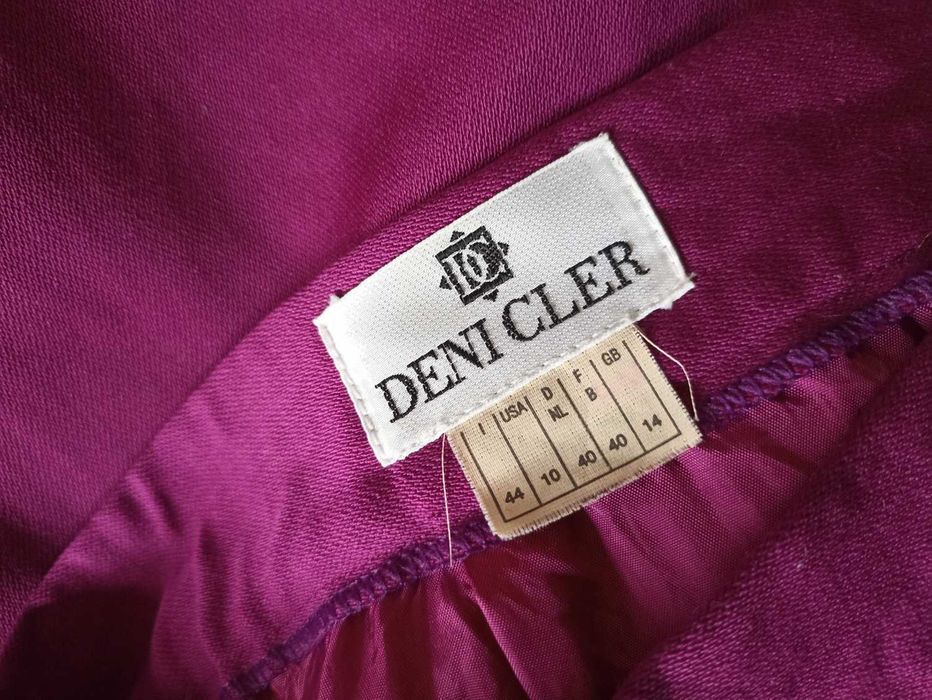 DC
DENI CLER
I USA D NL F B GB
44 10 40 40 14